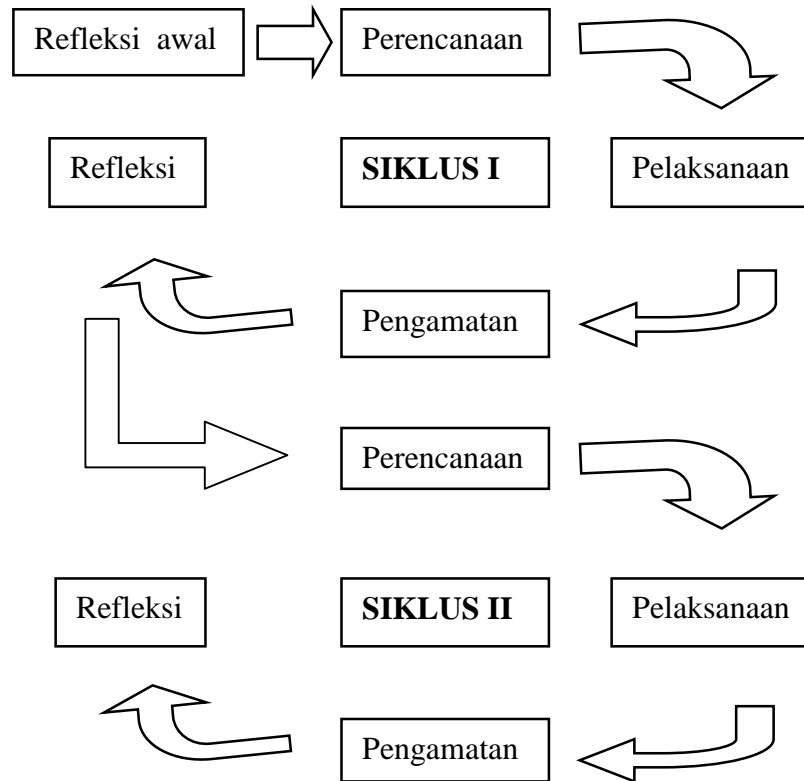 Refleksi awal
Perencanaan
Refleksi
SIKLUS I
Pelaksanaan
Pengamatan
Perencanaan
Refleksi
SIKLUS II
Pelaksanaan
Pengamatan